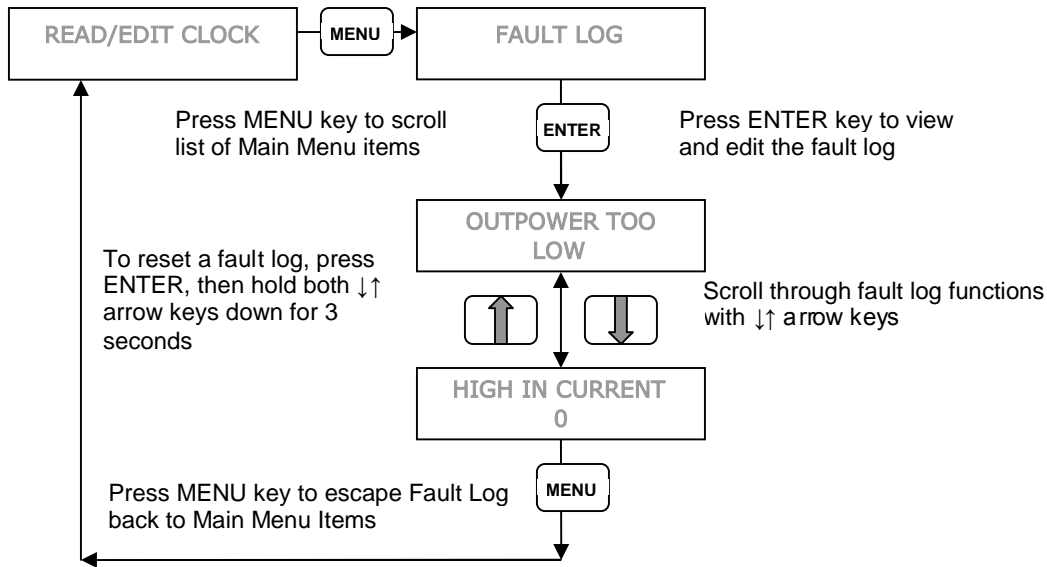 READ/EDIT CLOCK
MENU
FAULT LOG
Press MENU key to scroll
list of Main Menu items
ENTER
Press ENTER key to view
and edit the fault log
OUTPOWER TOO
LOW
To reset a fault log, press
ENTER, then hold both ↓↑
arrow keys down for 3
seconds
Scroll through fault log functions
with ↓↑ arrow keys
HIGH IN CURRENT
0
MENU
Press MENU key to escape Fault Log
back to Main Menu Items